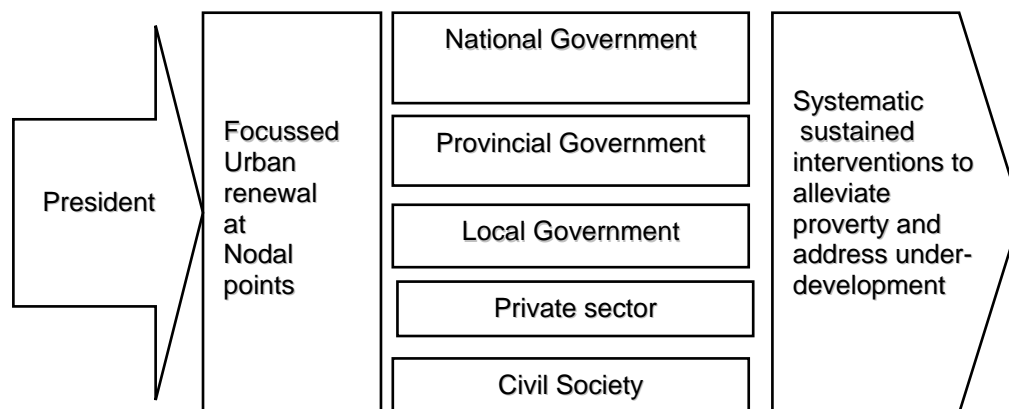 President
Focussed
Urban
renewal
at
Nodal
points
National Government
Provincial Government
Local Government
Private sector
Civil Society
Systematic
sustained
interventions to
alleviate
proverty and
address under-
development